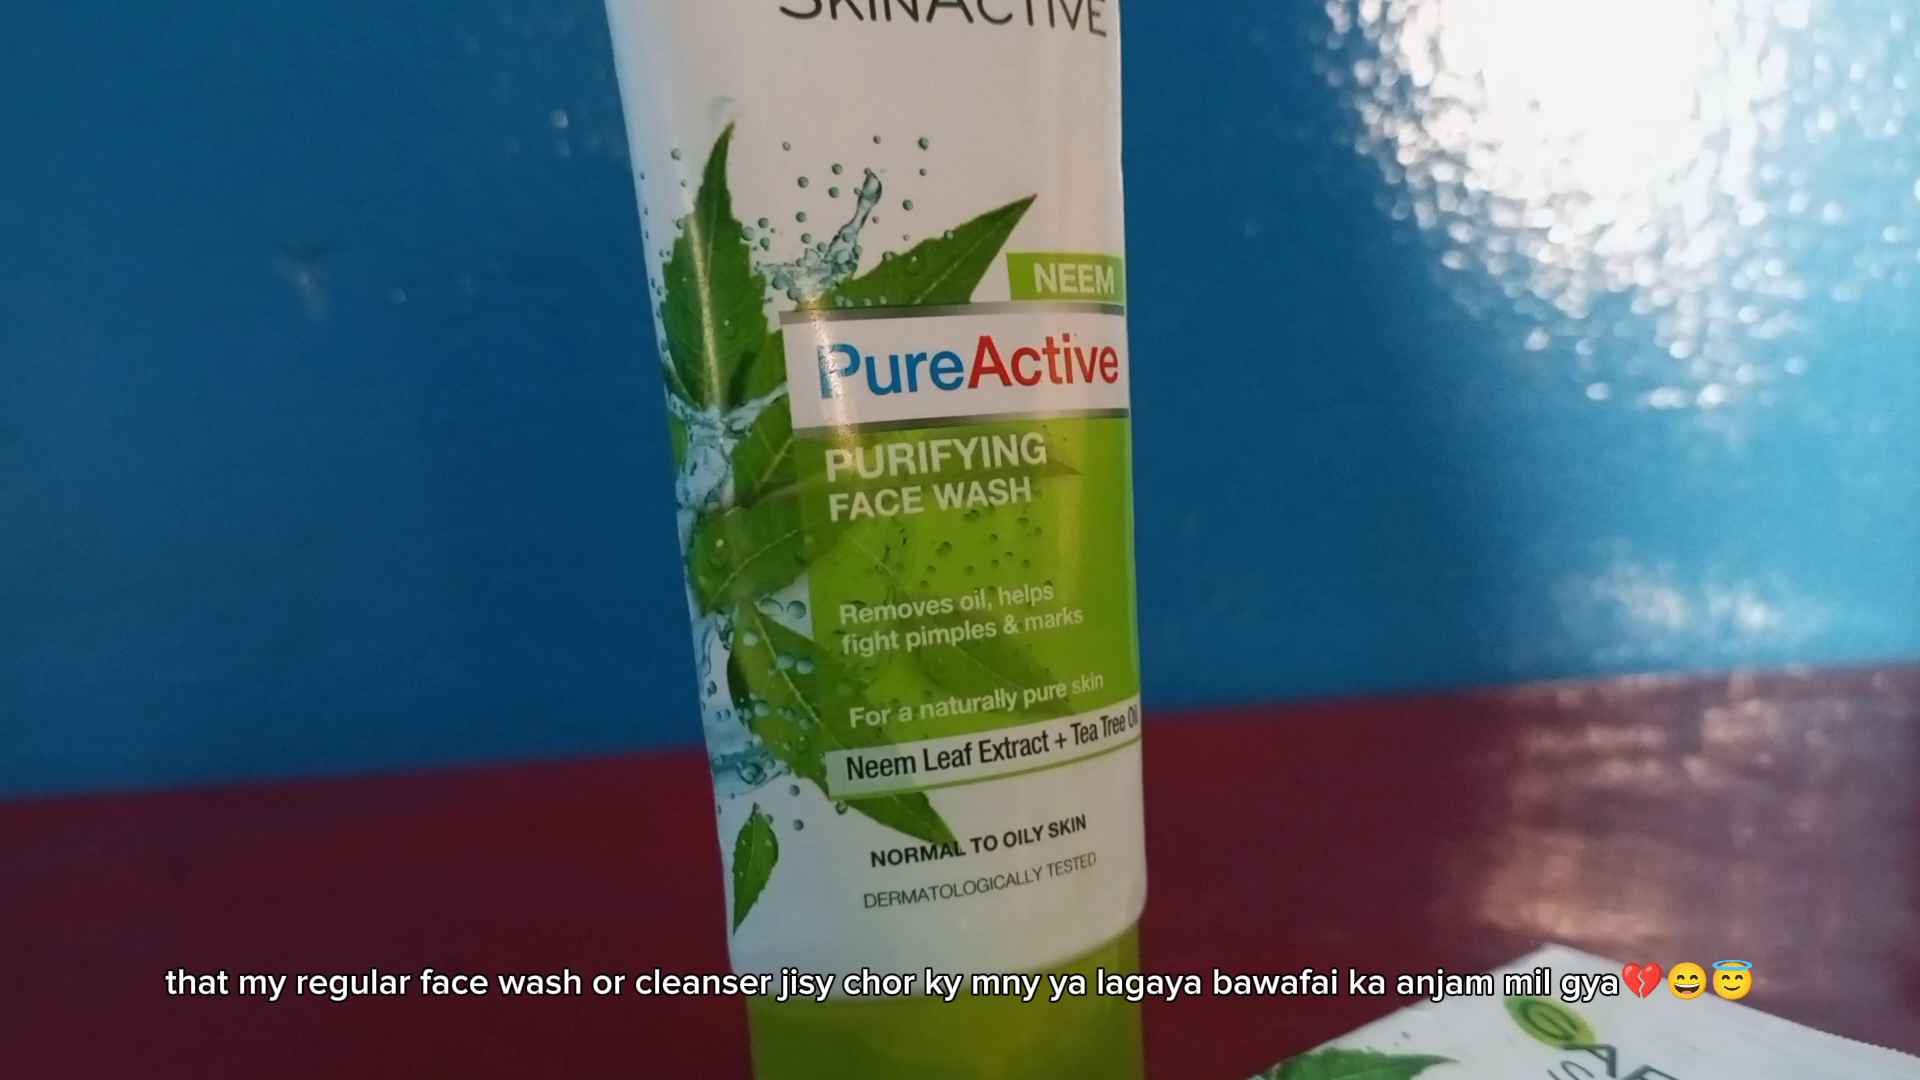 SKINACTIVE
NEEM
PureActive
PURIFYING
FACE WASH
Removes oil, helps
fight pimples & marks
For a naturally pure skin
Neem Leaf Extract + Tea Tree Oil
NORMAL TO OILY SKIN
DERMATOLOGICALLY TESTED
that my regular face wash or cleanser jisy chor ky mny ya lagaya bawafai ka anjam mil gya💔😄😇